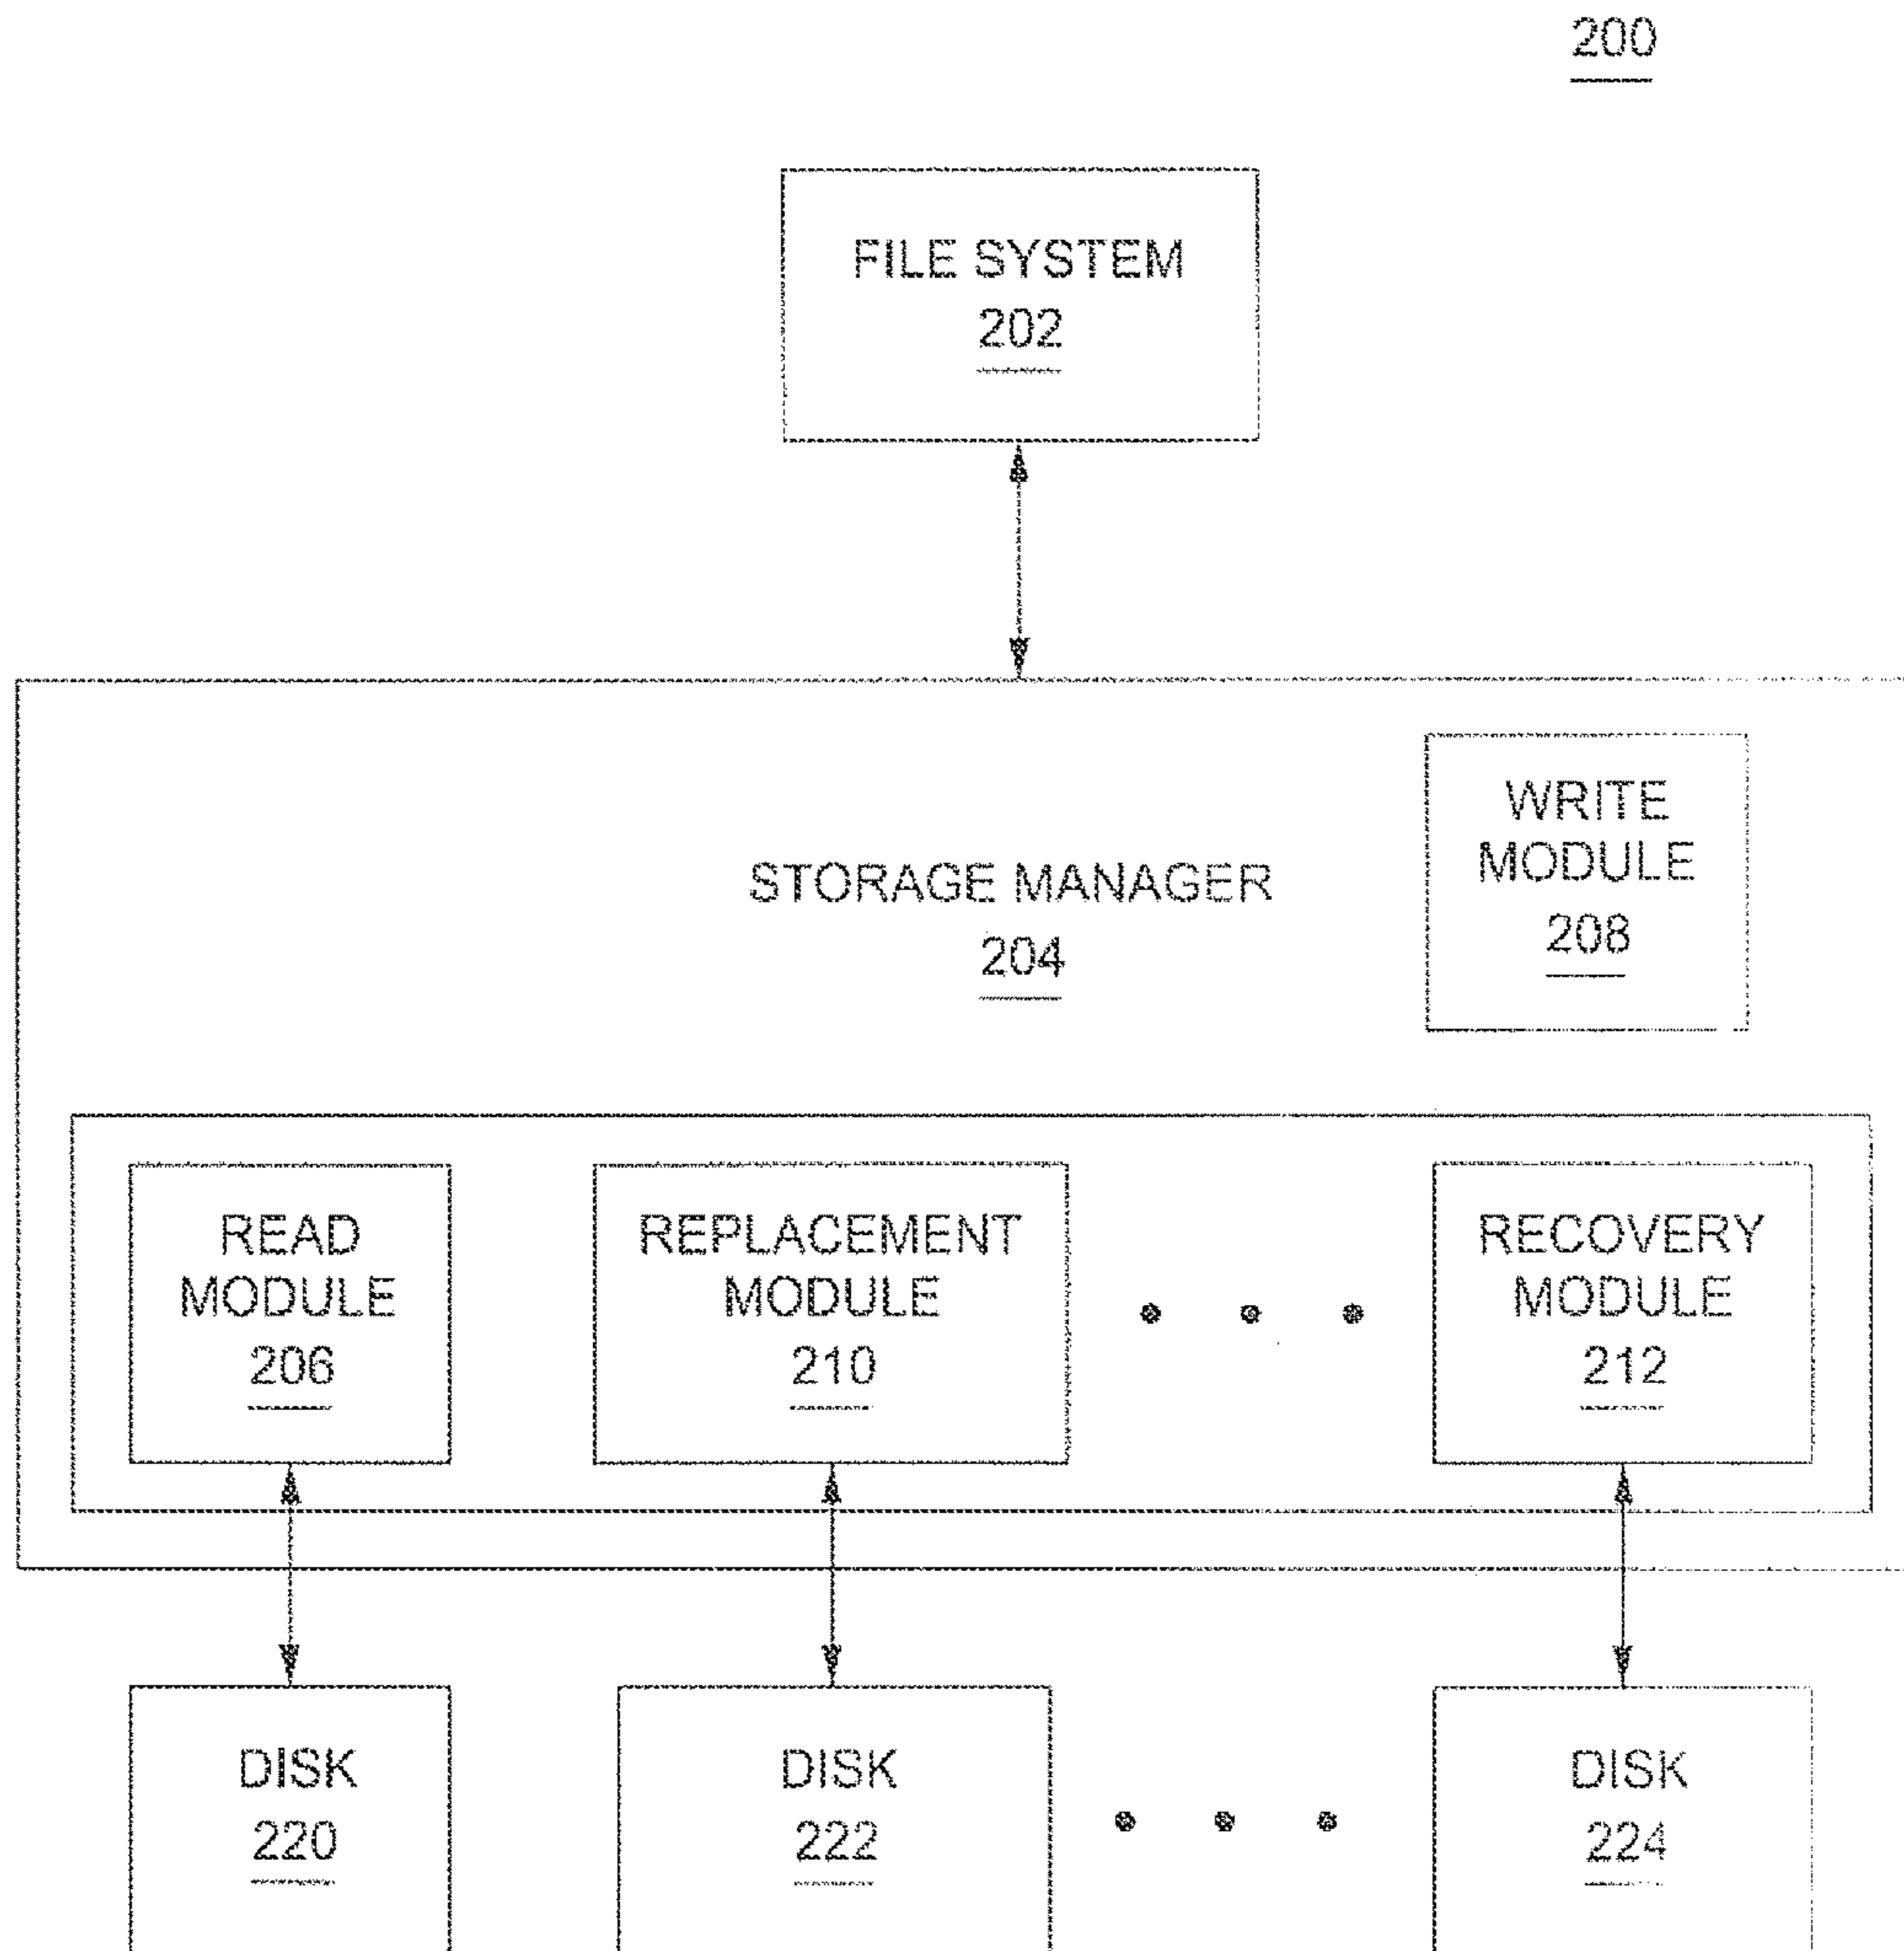 200
FILE SYSTEM
202
WRITE
MODULE
208
STORAGE MANAGER
204
READ
MODULE
206
REPLACEMENT
MODULE
210
RECOVERY
MODULE
212
DISK
220
DISK
222
DISK
224